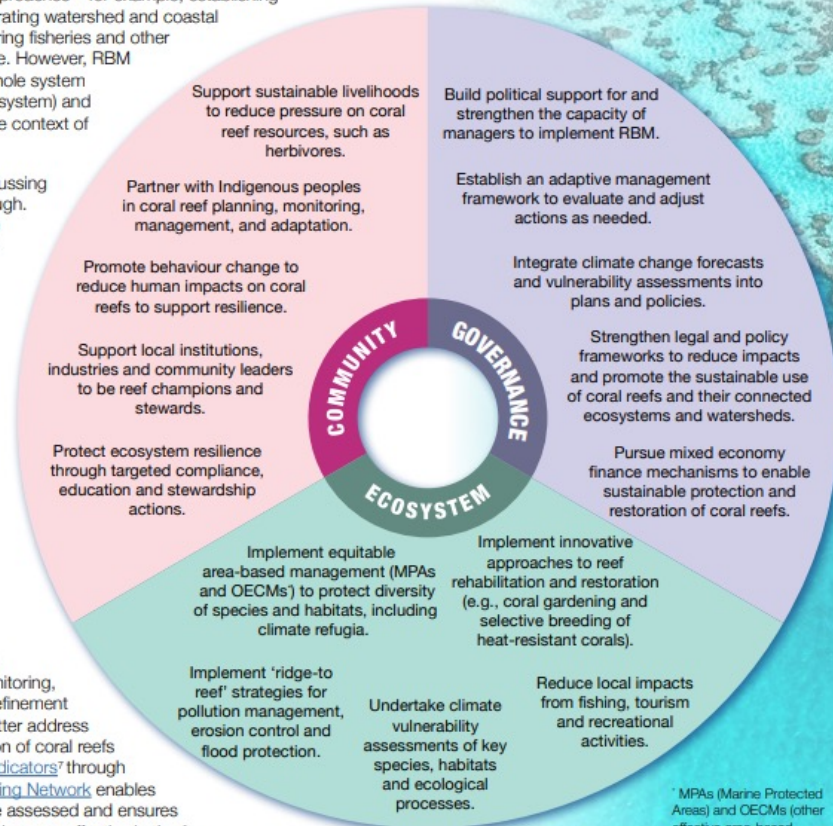 rating watershed and coastal
ring fisheries and other
e. However, RBM
hole system
system) and
e context of
ussing
ugh.
Support sustainable livelihoods
to reduce pressure on coral
reef resources, such as
herbivores.
Partner with Indigenous peoples
in coral reef planning, monitoring,
management, and adaptation.
Promote behaviour change to
reduce human impacts on coral
reefs to support resilience.
Support local institutions,
industries and community leaders
to be reef champions and
stewards.
Protect ecosystem resilience
through targeted compliance,
education and stewardship
actions.
COMMUNITY
GOVERNANCE
ECOSYSTEM
Build political support for and
strengthen the capacity of
managers to implement RBM.
Establish an adaptive management
framework to evaluate and adjust
actions as needed.
Integrate climate change forecasts
and vulnerability assessments into
plans and policies.
Strengthen legal and policy
frameworks to reduce impacts
and promote the sustainable use
of coral reefs and their connected
ecosystems and watersheds.
Pursue mixed economy
finance mechanisms to enable
sustainable protection and
restoration of coral reefs.
Implement equitable
area-based management (MPAs
and OECMs*) to protect diversity
of species and habitats, including
climate refugia.
Implement innovative
approaches to reef
rehabilitation and restoration
(e.g., coral gardening and
selective breeding of
heat-resistant corals).
Implement ‘ridge-to
reef’ strategies for
pollution management,
erosion control and
flood protection.
Undertake climate
vulnerability
assessments of key
species, habitats
and ecological
processes.
Reduce local impacts
from fishing, tourism
and recreational
activities.
nitoring,
efinement
tter address
on of coral reefs
dicators⁷ through
ing Network enables
e assessed and ensures
* MPAs (Marine Protected
Areas) and OECMs (other